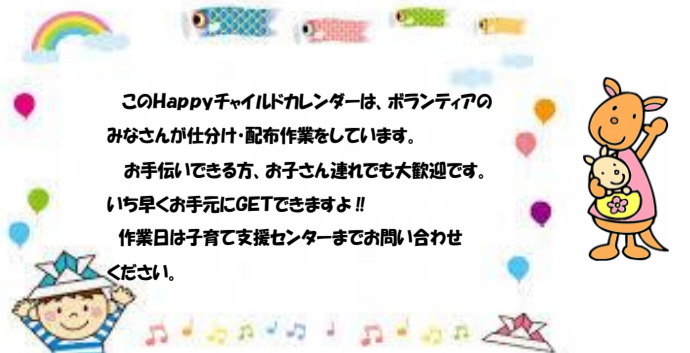 このHappyチャイルドカレンダーは、ボランティアの
みなさんが仕分け・配布作業をしています。
お手伝いできる方、お子さん連れでも大歓迎です。
いち早くお手元にGETできますよ!!
作業日は子育て支援センターまでお問い合わせ
ください。